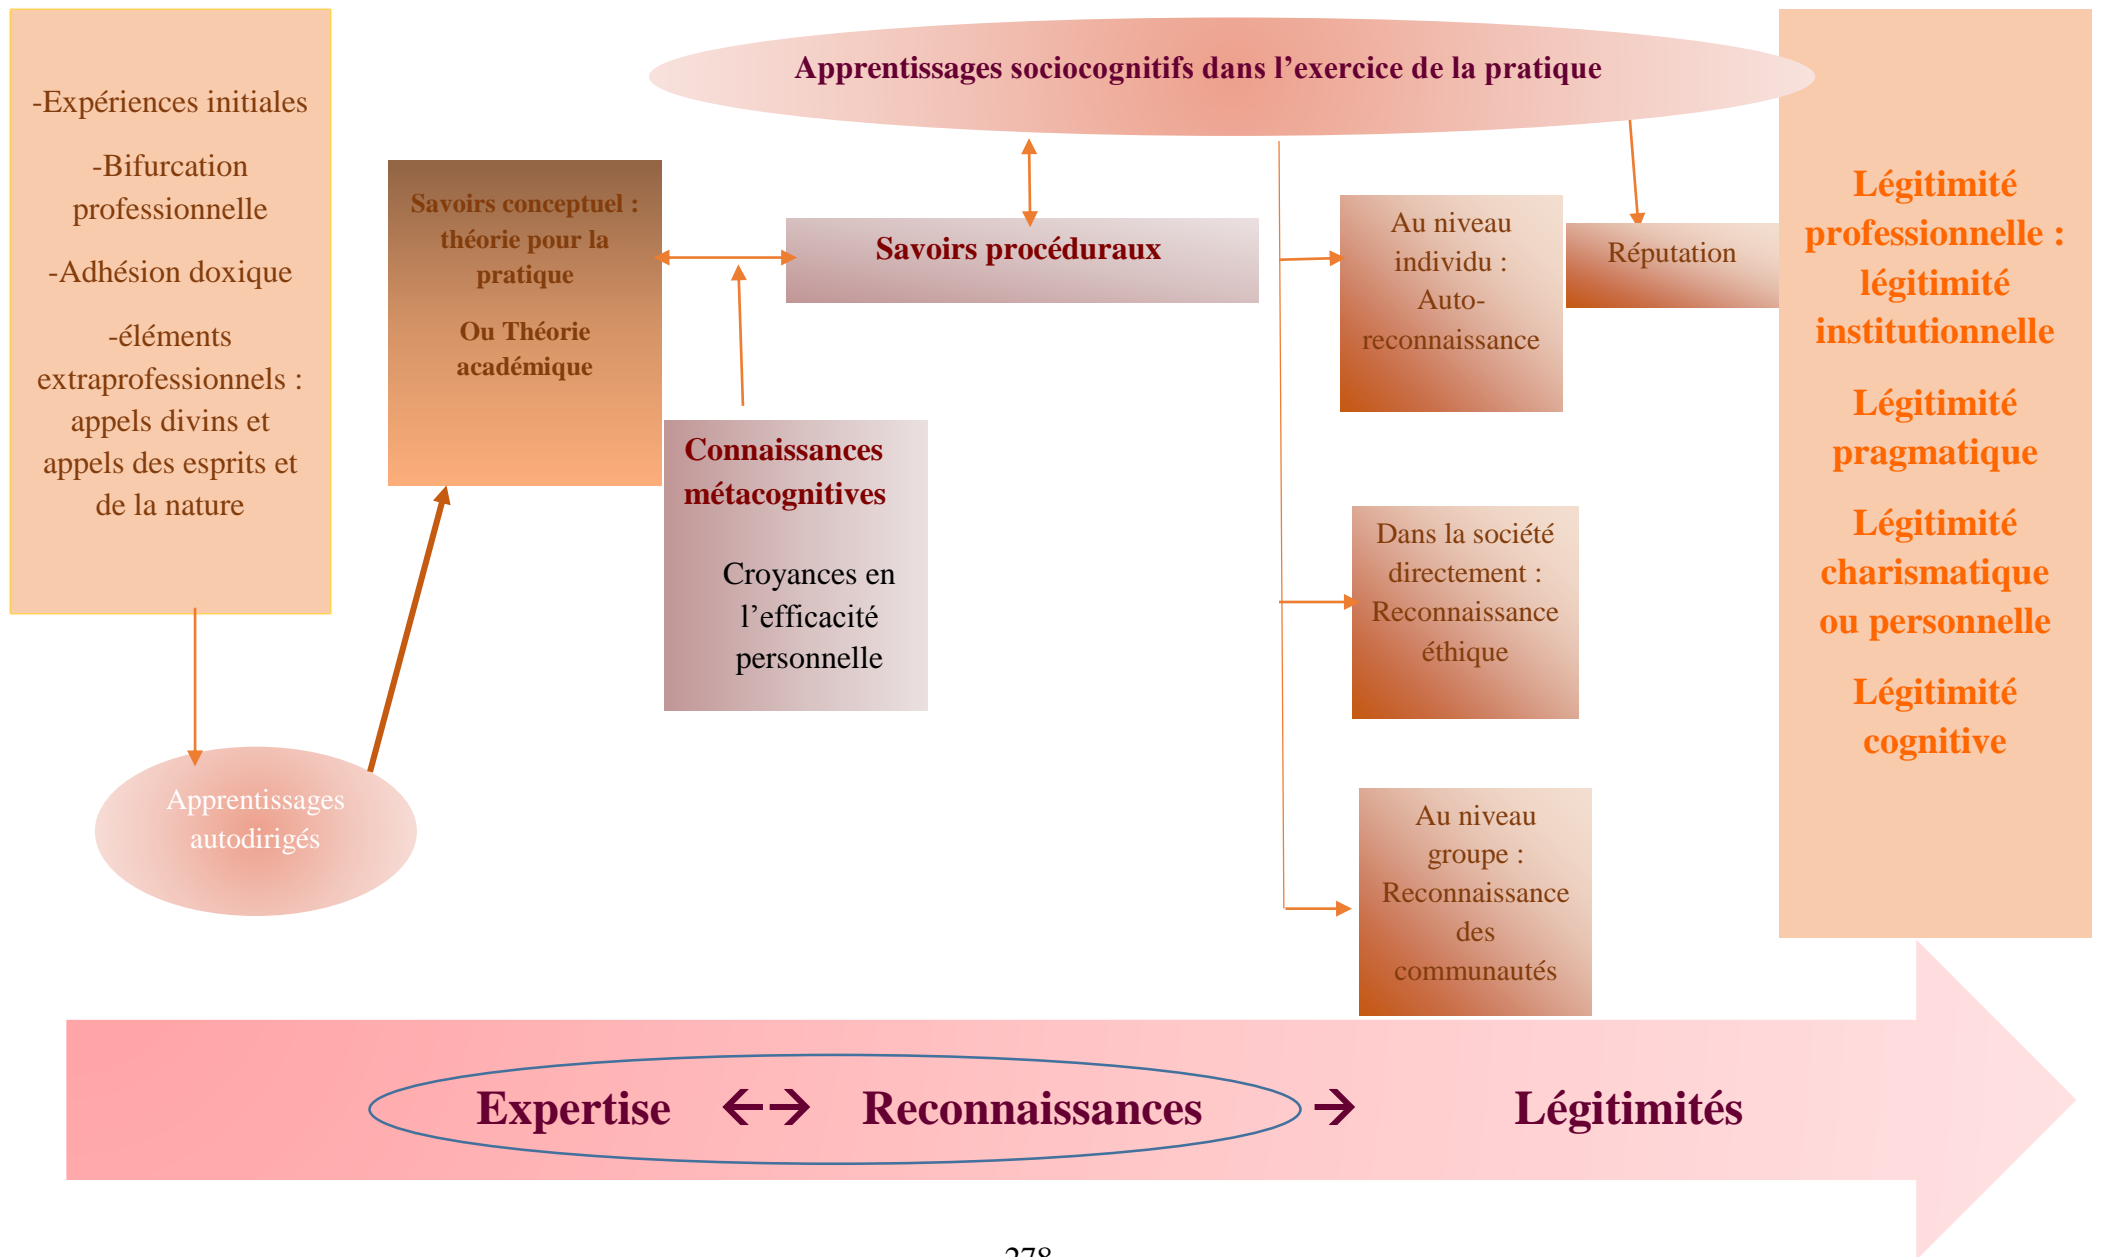 -Expériences initiales
-Bifurcation
professionnelle
-Adhésion doxique
-éléments
extraprofessionnels :
appels divins et
appels des esprits et
de la nature
Apprentissages
autodirigés
Savoirs conceptuel :
théorie pour la
pratique
Ou Théorie
académique
Connaissances
métacognitives
Croyances en
l’efficacité
personnelle
Apprentissages sociocognitifs dans l’exercice de la pratique
Savoirs procéduraux
Au niveau
individu :
Auto-
reconnaissance
Réputation
Dans la société
directement :
Reconnaissance
éthique
Au niveau
groupe :
Reconnaissance
des
communautés
Légitimité
professionnelle :
légitimité
institutionnelle
Légitimité
pragmatique
Légitimité
charismatique
ou personnelle
Légitimité
cognitive
Expertise ←→ Reconnaissances → Légitimités
278